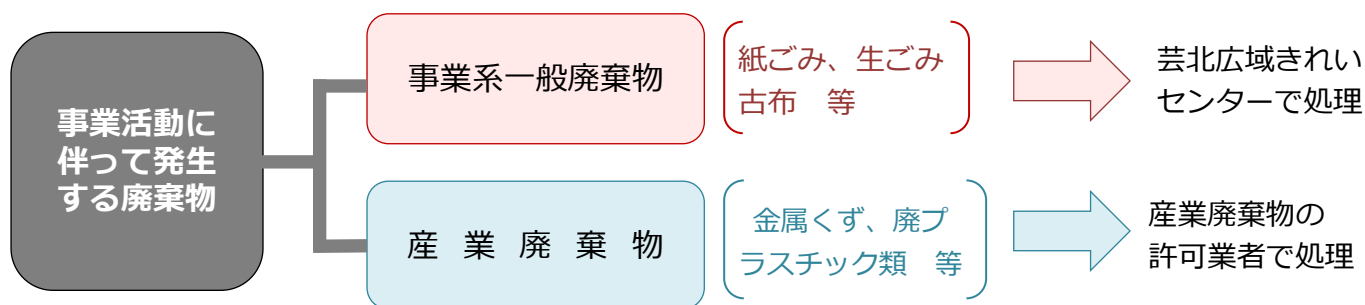 事業活動に
伴って発生
する廃棄物
事業系一般廃棄物
紙ごみ、生ごみ
古布　等
芸北広域きれい
センターで処理
産 業 廃 棄 物
金属くず、廃プ
ラスチック類　等
産業廃棄物の
許可業者で処理